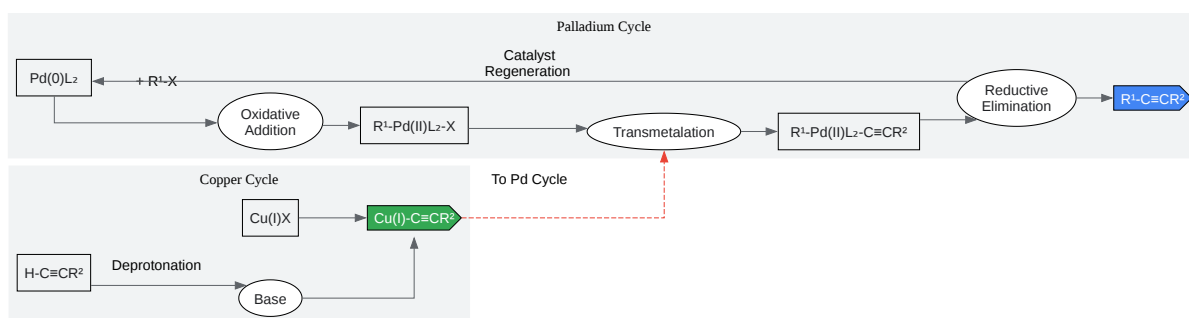 Palladium Cycle
Catalyst
Regeneration
Pd(0)L₂
+ R¹-X
Oxidative
Addition
R¹-Pd(II)L₂-X
Transmetalation
R¹-Pd(II)L₂-C≡CR²
Reductive
Elimination
R¹-C≡CR²
Copper Cycle
To Pd Cycle
Cu(I)X
Cu(I)-C≡CR²
H-C≡CR²
Deprotonation
Base